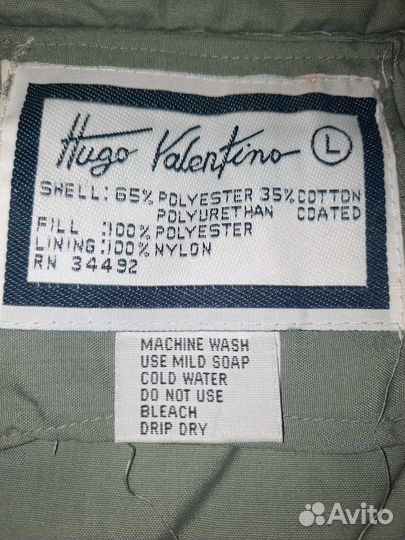 Hugo Valentino L
SHELL: 65% POLYESTER 35% COTTON
POLYURETHAN COATED
FILL 100% POLYESTER
LINING: 100% NYLON
RN 34492
MACHINE WASH
USE MILD SOAP
COLD WATER
DO NOT USE
BLEACH
DRIP DRY
Avito